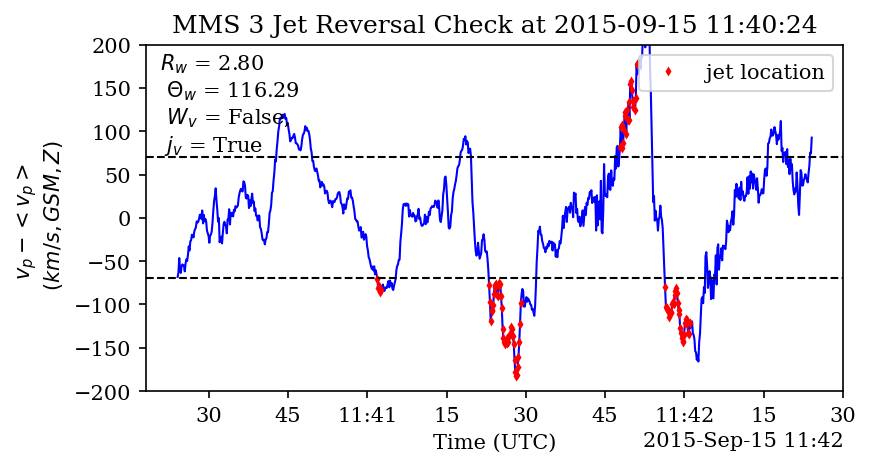 MMS 3 Jet Reversal Check at 2015-09-15 11:40:24
R_w = 2.80
Θ_w = 116.29
W_v = False,
j_v = True
jet location
v_p − < v_p >
(km/s, GSM, Z)
200
150
100
50
0
−50
−100
−150
−200
30 45 11:41 15 30 45 11:42 15 30
Time (UTC)
2015-Sep-15 11:42